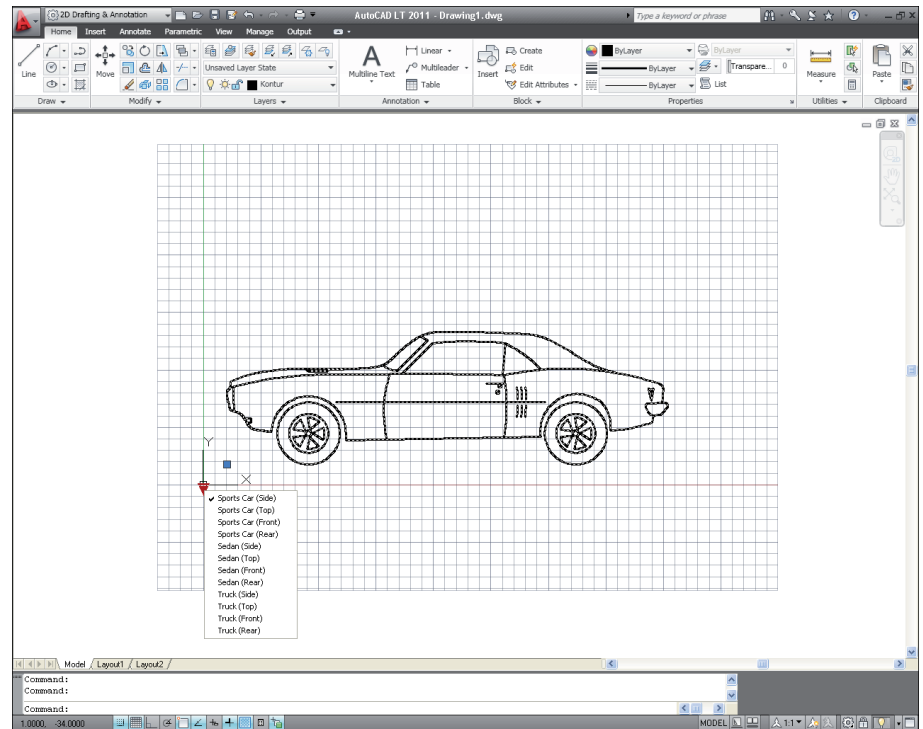 2D Drafting & Annotation AutoCAD LT 2011 - Drawing1.dwg Type a keyword or phrase
Home Insert Annotate Parametric View Manage Output
Line Move Unsaved Layer State Kontur Multiline Text Linear Multileader Table Insert Create Edit Edit Attributes ByLayer ByLayer ByLayer ByLayer Transpare... 0 List Measure Paste
Draw Modify Layers Annotation Block Properties Utilities Clipboard
Y
X
Sports Car (Side)
Sports Car (Top)
Sports Car (Front)
Sports Car (Rear)
Sedan (Side)
Sedan (Top)
Sedan (Front)
Sedan (Rear)
Truck (Side)
Truck (Top)
Truck (Front)
Truck (Rear)
Model Layout1 Layout2
Command:
Command:
Command:
1.0000, -34.0000 MODEL 1:1